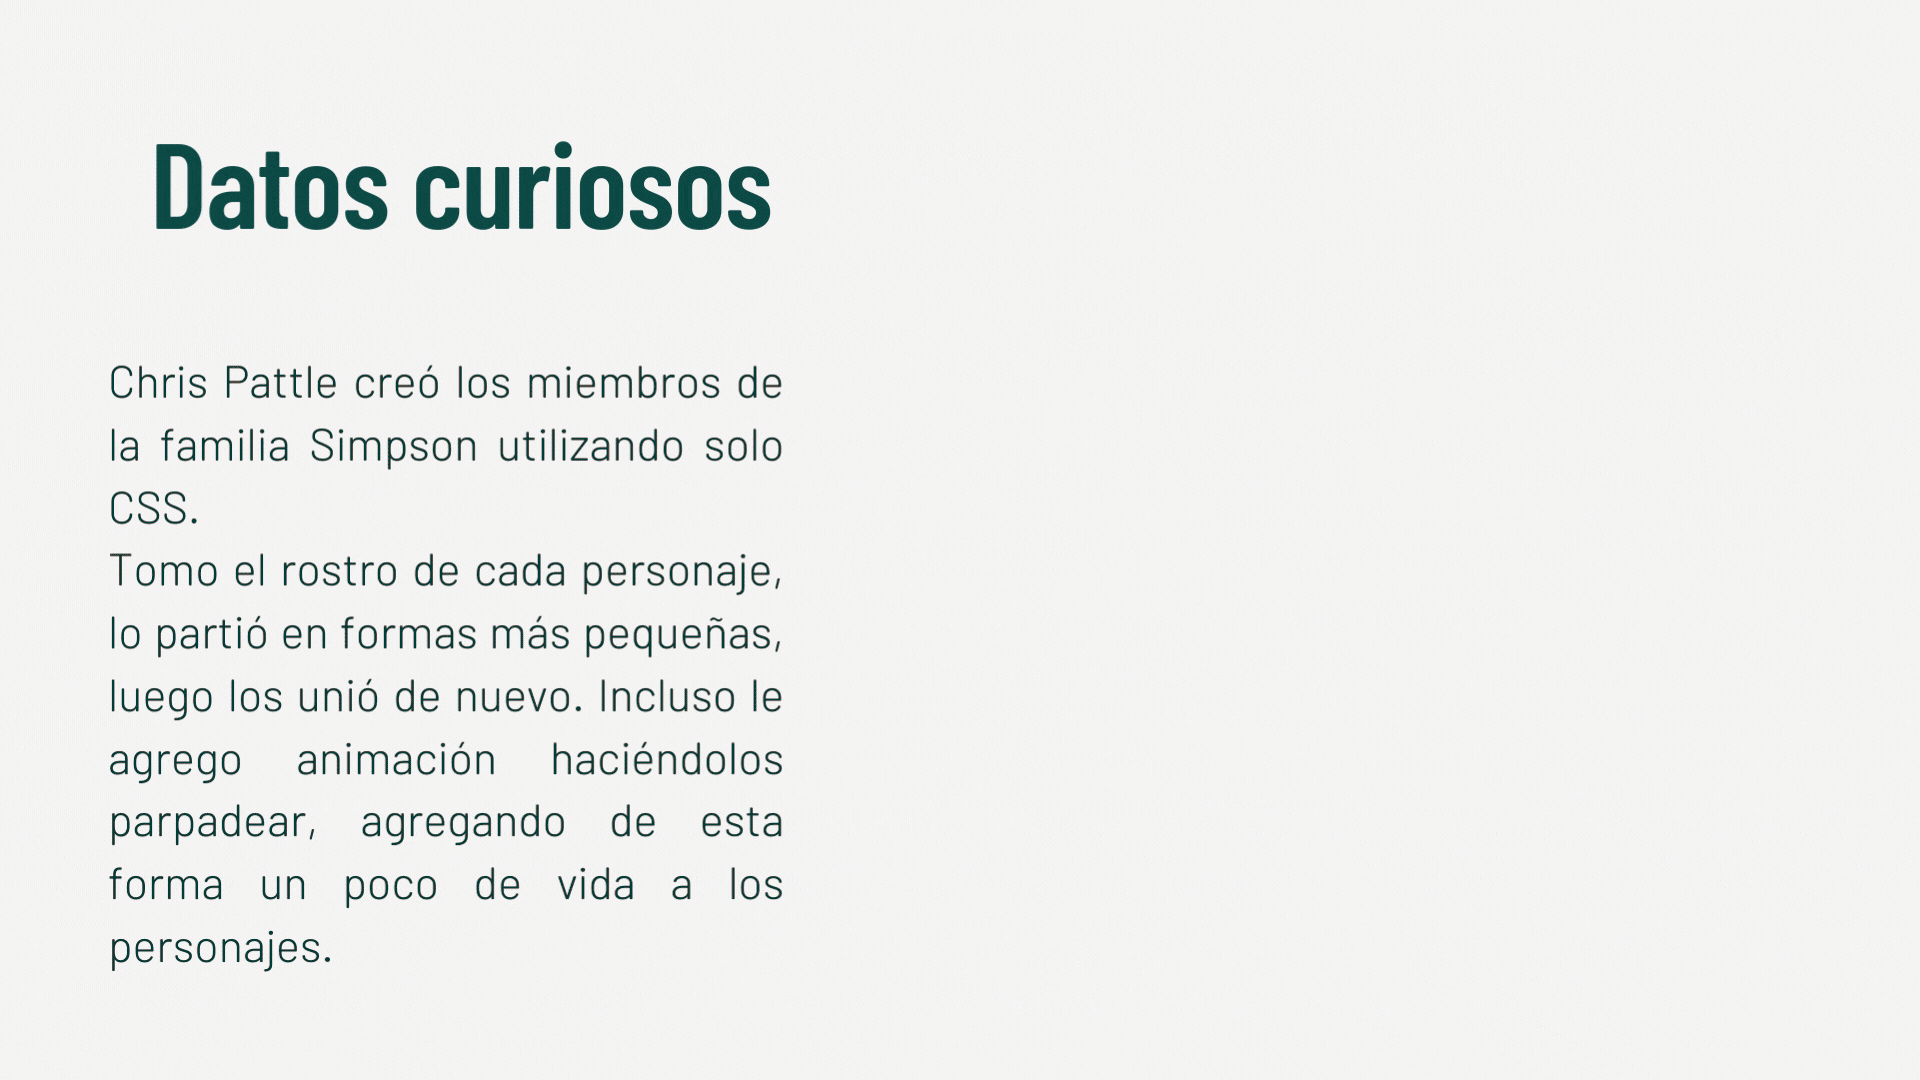 Datos curiosos
Chris Pattle creó los miembros de
la familia Simpson utilizando solo
CSS.
Tomo el rostro de cada personaje,
lo partió en formas más pequeñas,
luego los unió de nuevo. Incluso le
agrego animación haciéndolos
parpadear, agregando de esta
forma un poco de vida a los
personajes.